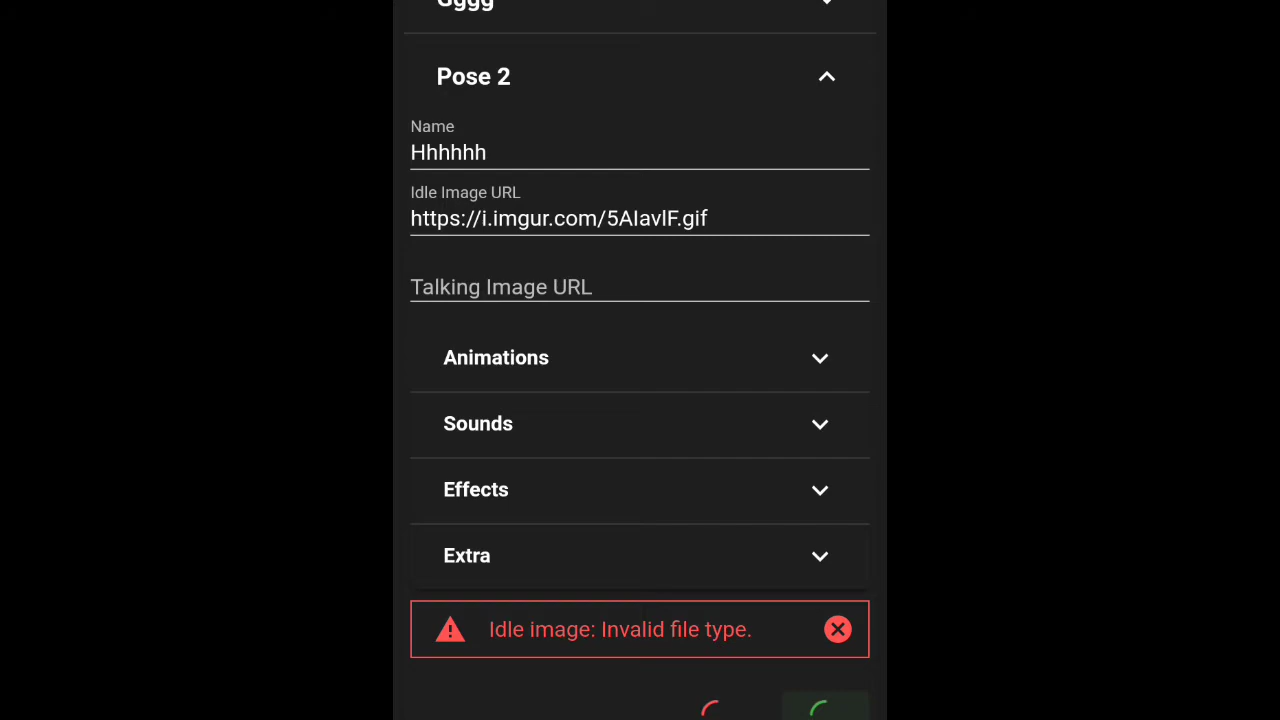 Gggg
Pose 2
Name
Hhhhhh
Idle Image URL
https://i.imgur.com/5AIavlF.gif
Talking Image URL
Animations
Sounds
Effects
Extra
Idle image: Invalid file type.